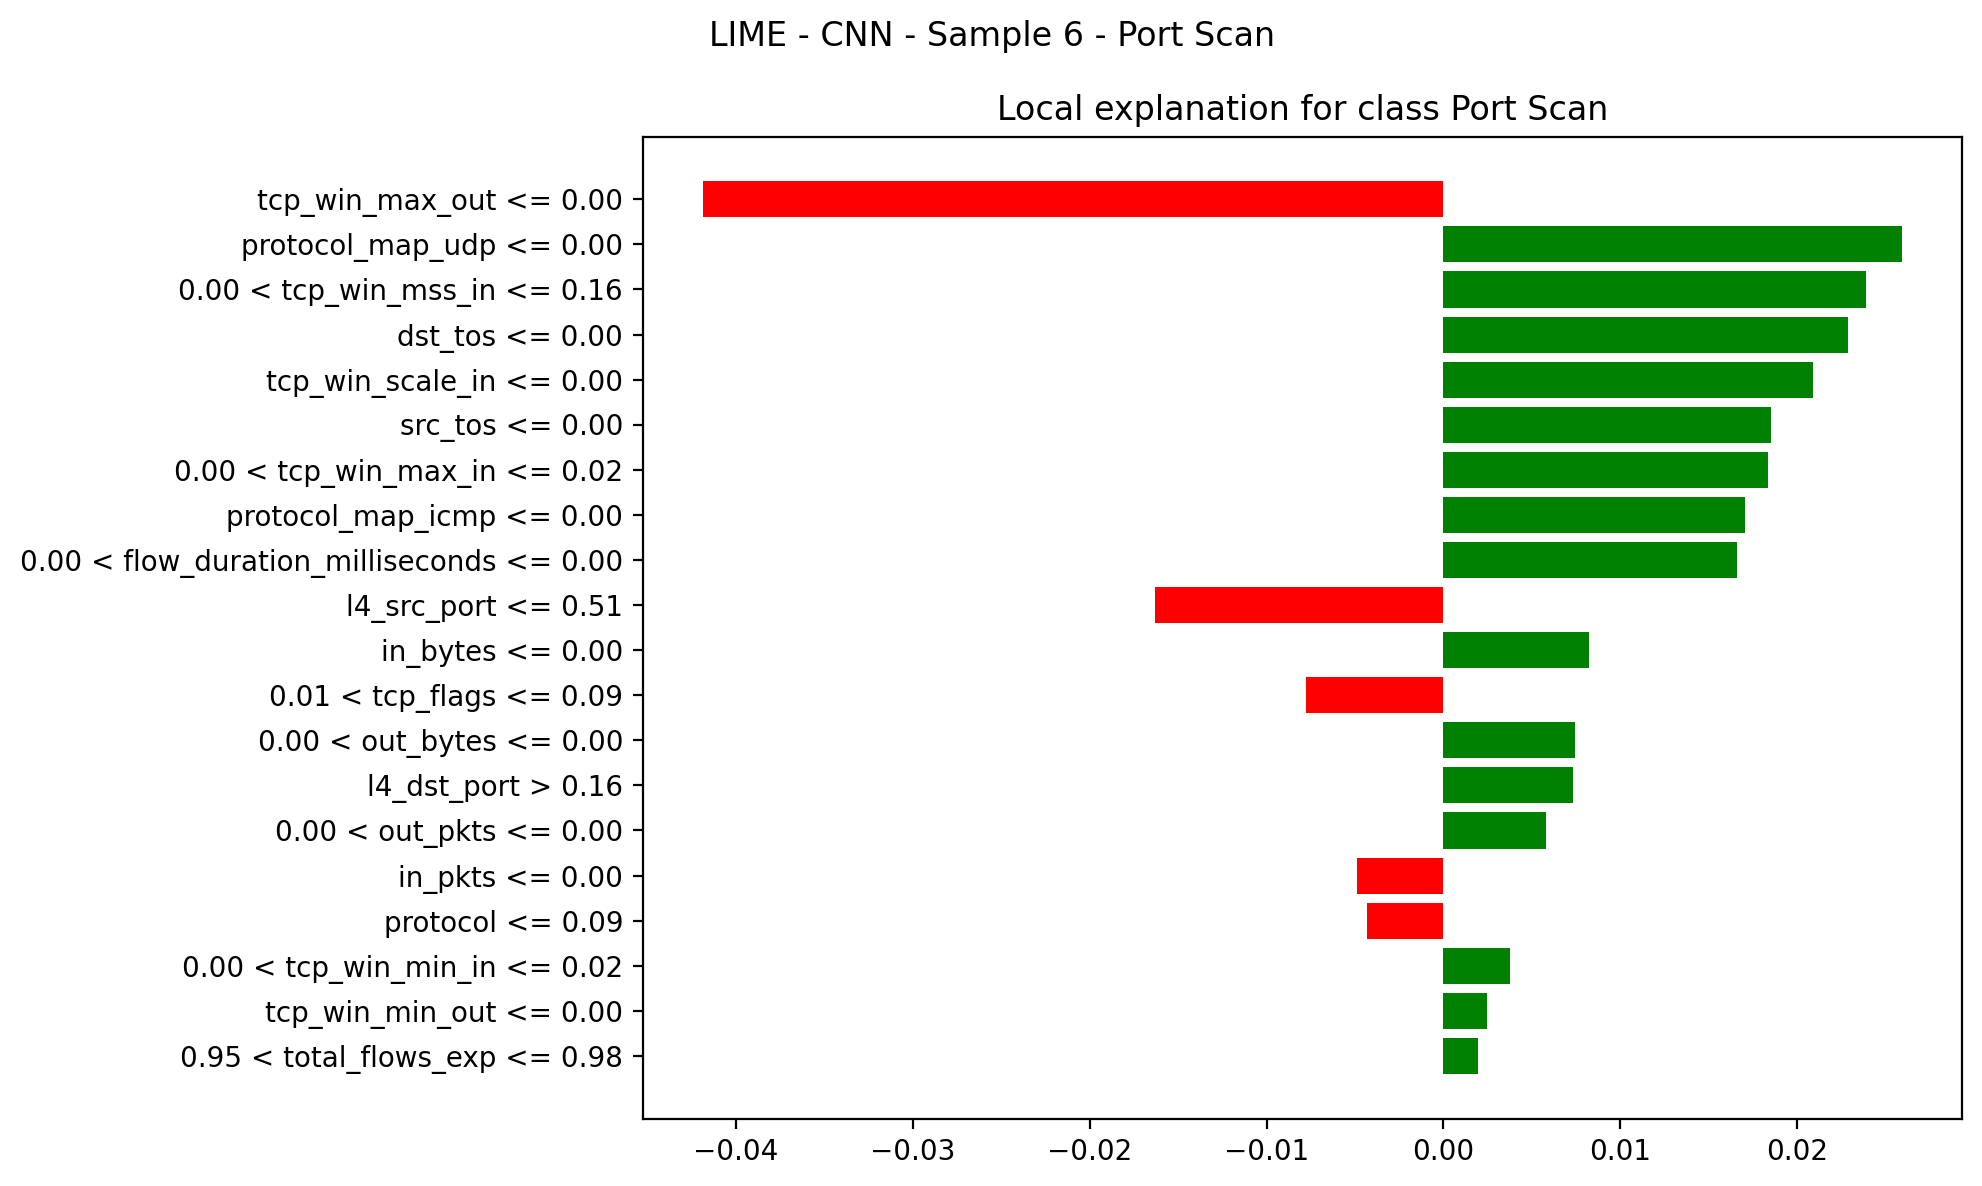 LIME - CNN - Sample 6 - Port Scan
Local explanation for class Port Scan
tcp_win_max_out <= 0.00
protocol_map_udp <= 0.00
0.00 < tcp_win_mss_in <= 0.16
dst_tos <= 0.00
tcp_win_scale_in <= 0.00
src_tos <= 0.00
0.00 < tcp_win_max_in <= 0.02
protocol_map_icmp <= 0.00
0.00 < flow_duration_milliseconds <= 0.00
l4_src_port <= 0.51
in_bytes <= 0.00
0.01 < tcp_flags <= 0.09
0.00 < out_bytes <= 0.00
l4_dst_port > 0.16
0.00 < out_pkts <= 0.00
in_pkts <= 0.00
protocol <= 0.09
0.00 < tcp_win_min_in <= 0.02
tcp_win_min_out <= 0.00
0.95 < total_flows_exp <= 0.98
−0.04 −0.03 −0.02 −0.01 0.00 0.01 0.02